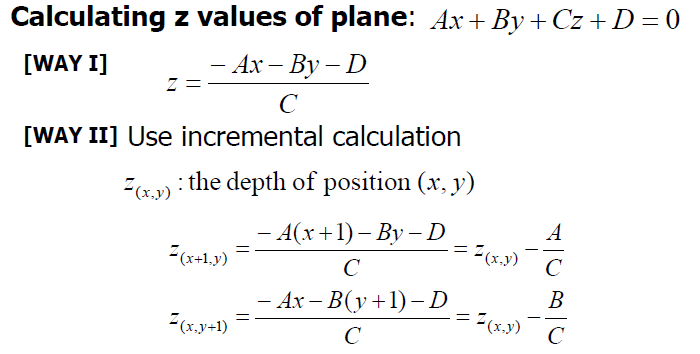 Calculating z values of plane: Ax + By + Cz + D = 0
[WAY I] z = \frac{-Ax - By - D}{C}
[WAY II] Use incremental calculation
z_{(x,y)} : the depth of position (x, y)
z_{(x+1,y)} = \frac{-A(x+1) - By - D}{C} = z_{(x,y)} - \frac{A}{C}
z_{(x,y+1)} = \frac{-Ax - B(y+1) - D}{C} = z_{(x,y)} - \frac{B}{C}